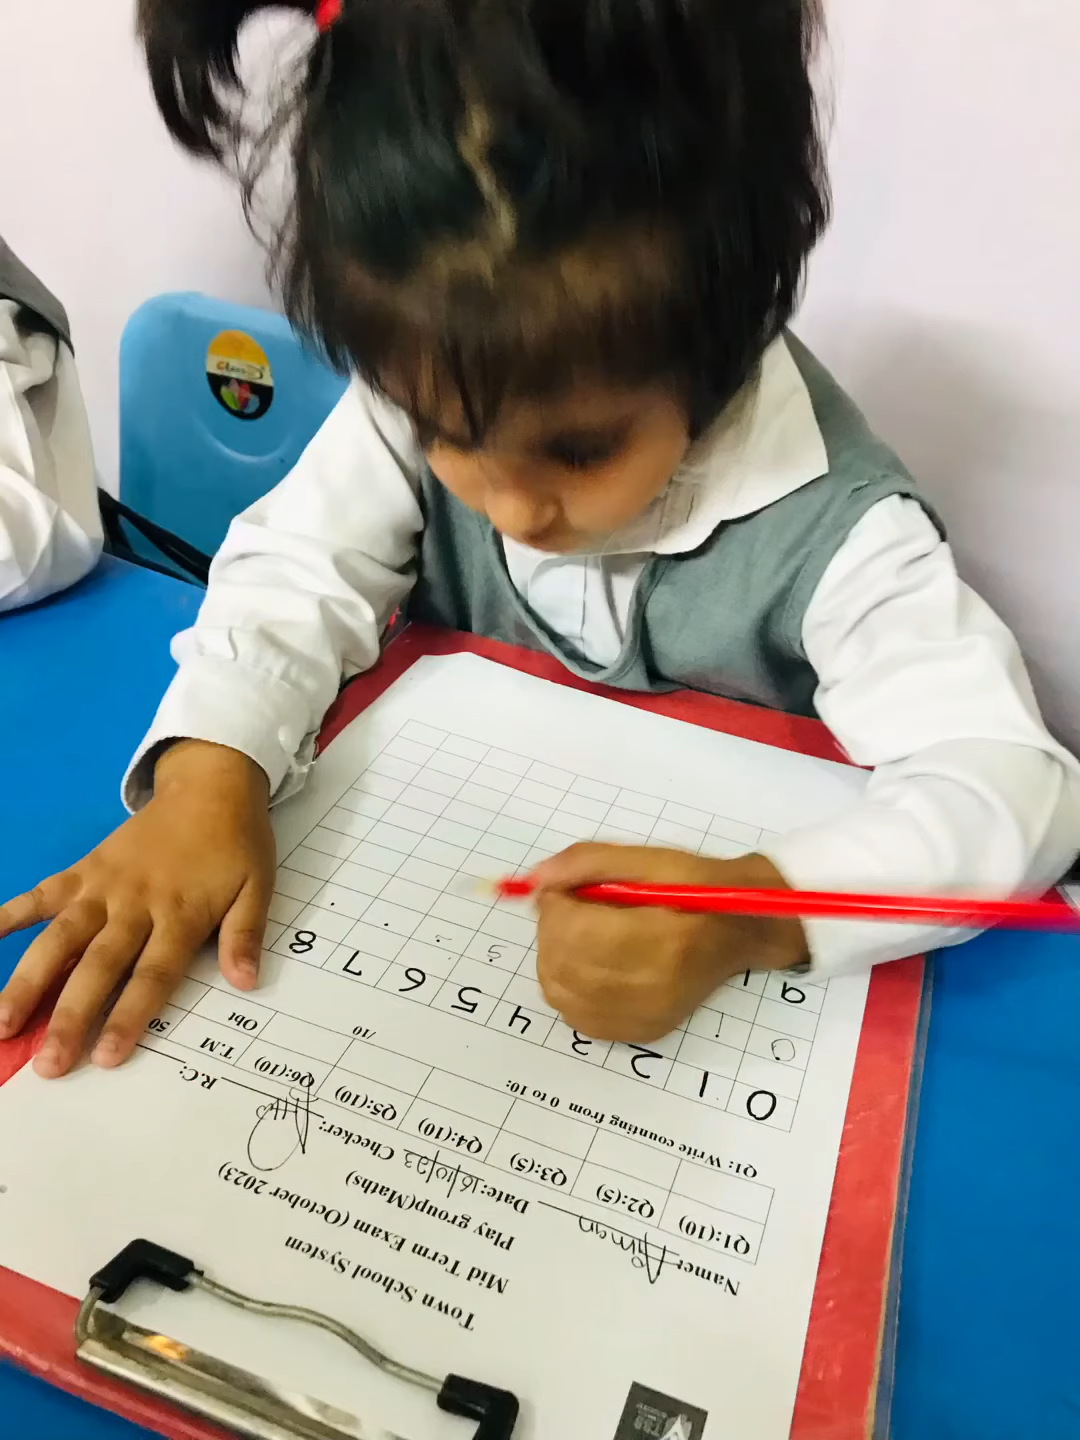 Town School System
Mid Term Exam (October 2023)
Play group(Maths)
Name: Aiman Date: 16/10/23 Checker: R.C:
Q1:(10) Q2:(5) Q3:(5) Q4:(10) Q5:(10) Q6:(10) T.M Obt
50
Q1: Write counting from 0 to 10: /10
0 1 2 3 4 5 6 7 8
9 1